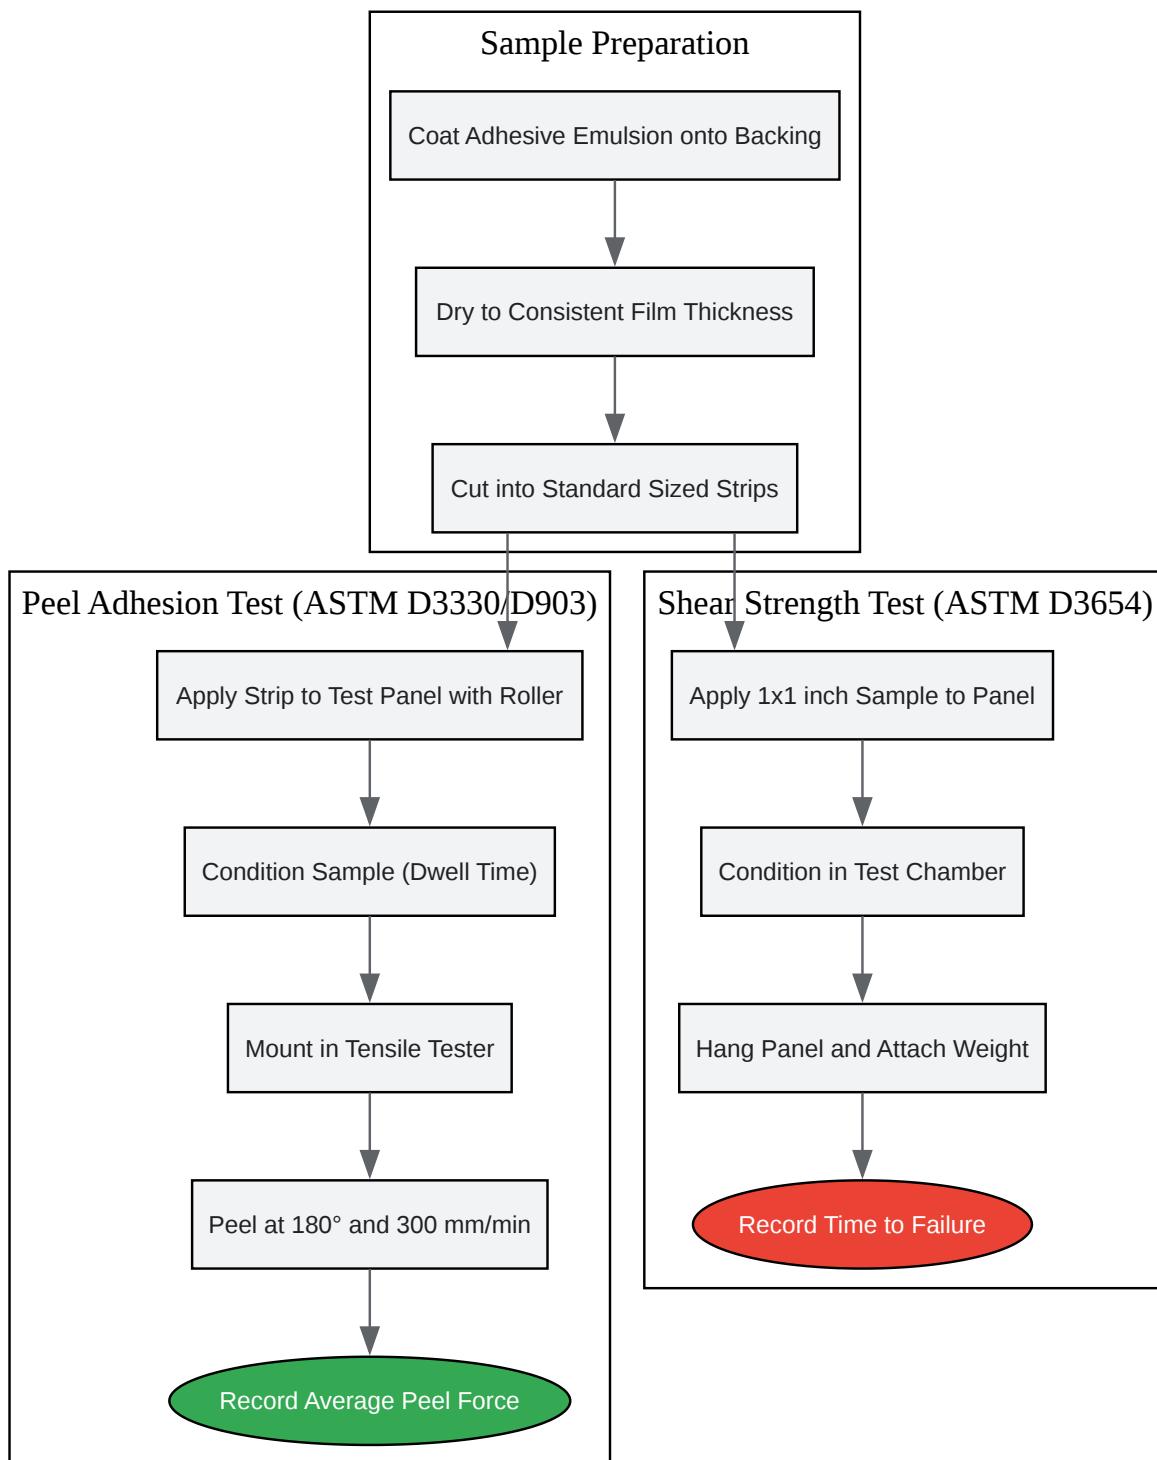 Sample Preparation
Coat Adhesive Emulsion onto Backing
Dry to Consistent Film Thickness
Cut into Standard Sized Strips
Peel Adhesion Test (ASTM D3330/D903)
Apply Strip to Test Panel with Roller
Condition Sample (Dwell Time)
Mount in Tensile Tester
Peel at 180° and 300 mm/min
Record Average Peel Force
Shear Strength Test (ASTM D3654)
Apply 1x1 inch Sample to Panel
Condition in Test Chamber
Hang Panel and Attach Weight
Record Time to Failure